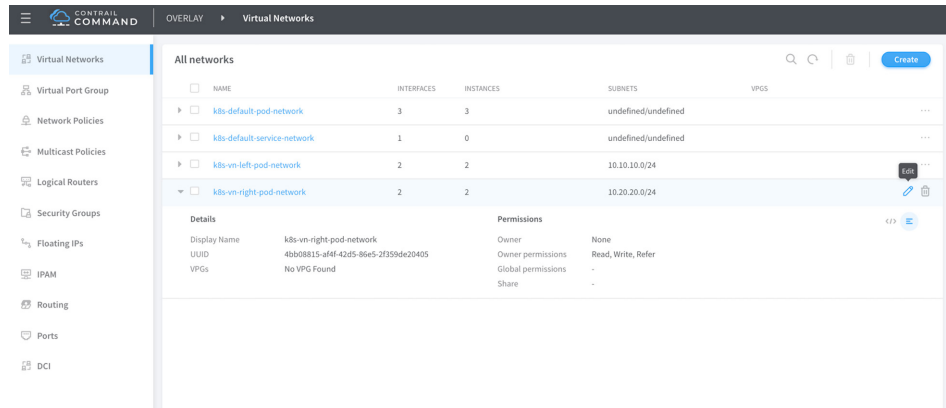 CONTRAIL
COMMAND
OVERLAY
Virtual Networks
Virtual Networks
Virtual Port Group
Network Policies
Multicast Policies
Logical Routers
Security Groups
Floating IPs
IPAM
Routing
Ports
DCI
All networks
Create
NAME INTERFACES INSTANCES SUBNETS VPGS
k8s-default-pod-network 3 3 undefined/undefined
k8s-default-service-network 1 0 undefined/undefined
k8s-vn-left-pod-network 2 2 10.10.10.0/24
Edit
k8s-vn-right-pod-network 2 2 10.20.20.0/24
Details Permissions
Display Name k8s-vn-right-pod-network Owner None
UUID 4bb08815-af4f-42d5-86e5-2f359de20405 Owner permissions Read, Write, Refer
VPGs No VPG Found Global permissions -
Share -